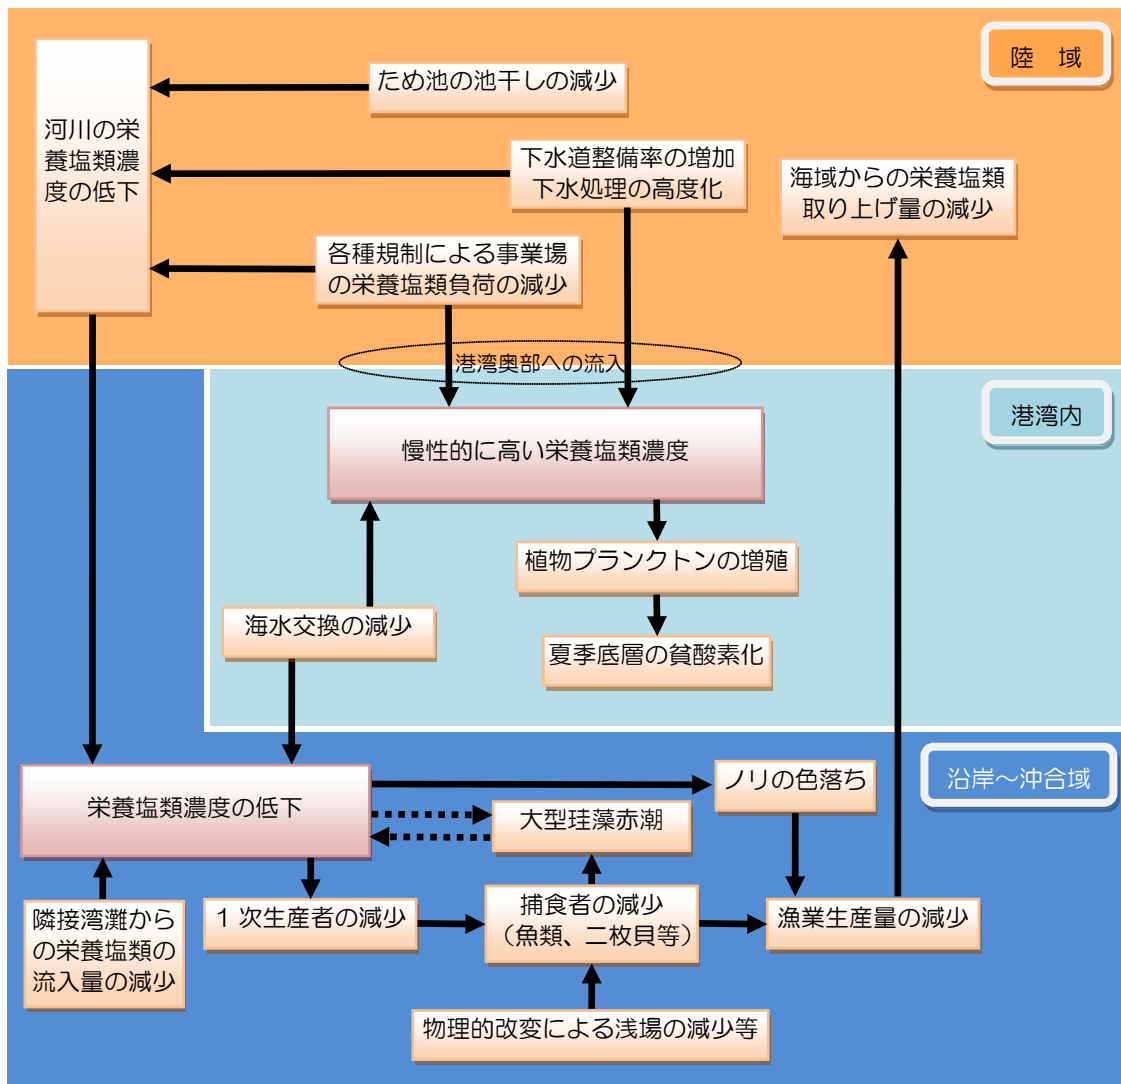 陸　域
ため池の池干しの減少
河川の栄
養塩類濃
度の低下
下水道整備率の増加
下水処理の高度化
海域からの栄養塩類
取り上げ量の減少
各種規制による事業場
の栄養塩類負荷の減少
港湾奥部への流入
港湾内
慢性的に高い栄養塩類濃度
植物プランクトンの増殖
海水交換の減少
夏季底層の貧酸素化
沿岸～沖合域
栄養塩類濃度の低下
ノリの色落ち
大型珪藻赤潮
隣接湾灘から
の栄養塩類の
流入量の減少
１次生産者の減少
捕食者の減少
（魚類、二枚貝等）
漁業生産量の減少
物理的改変による浅場の減少等